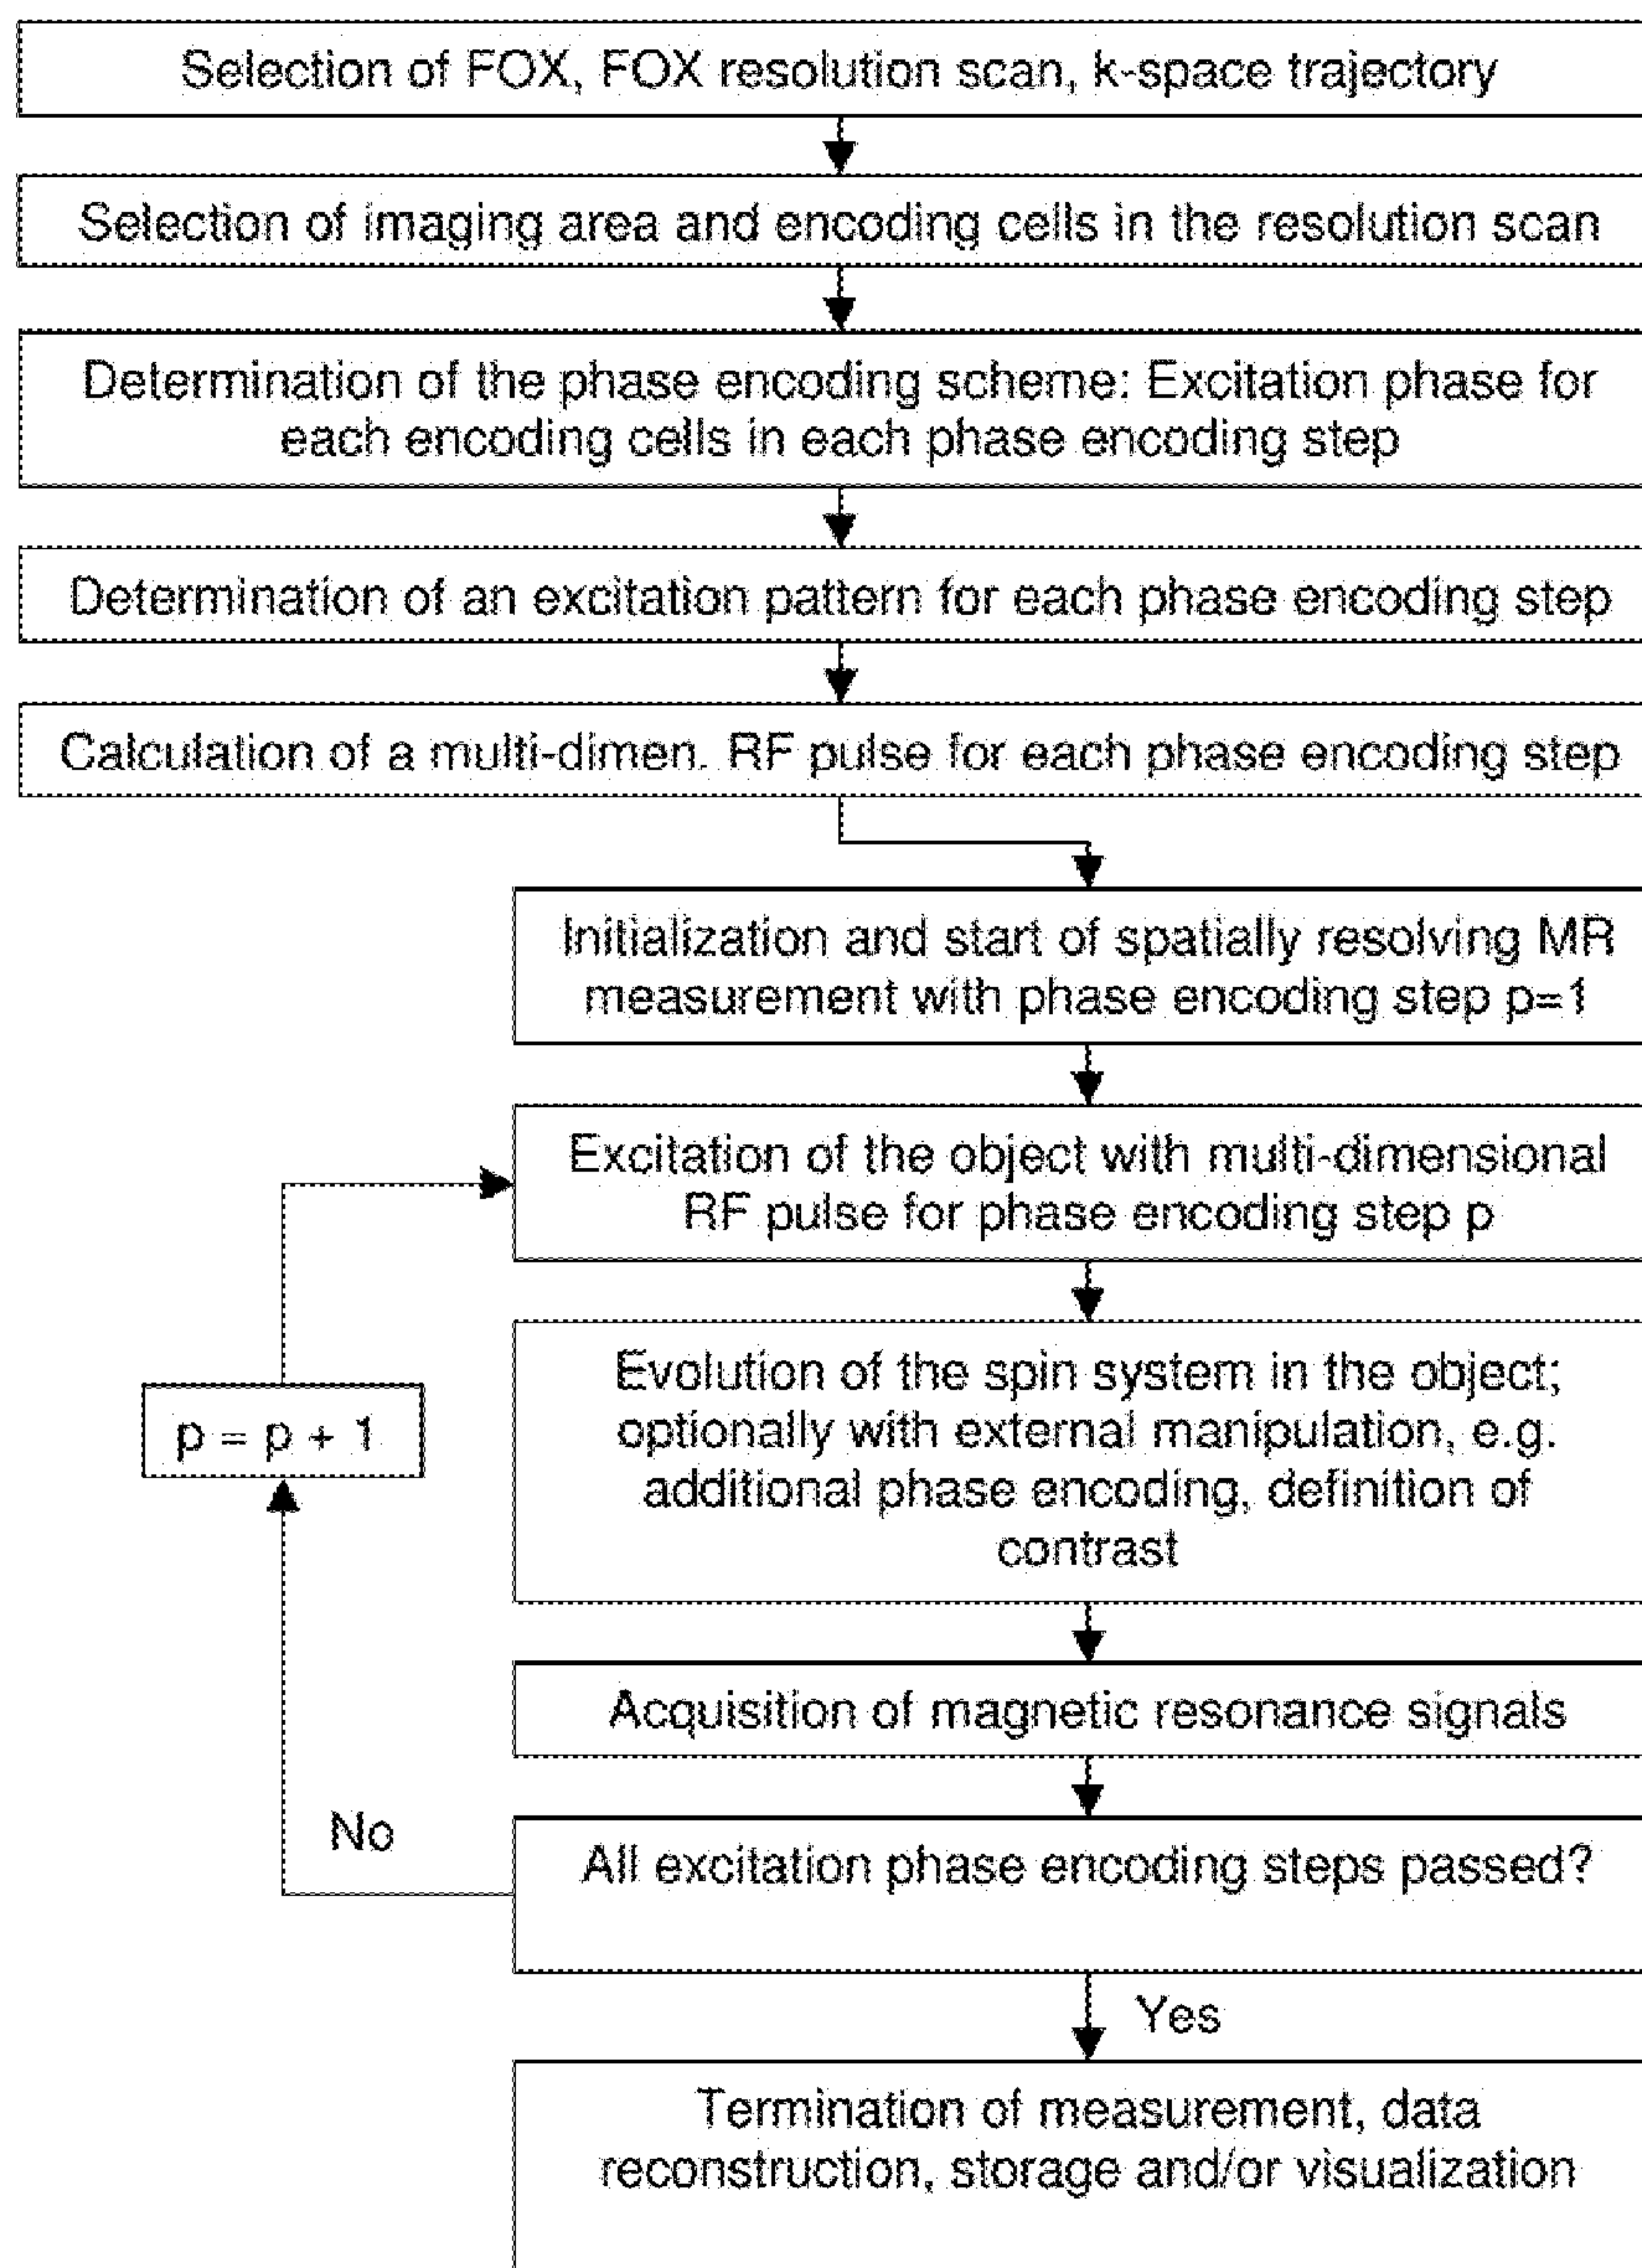 Selection of FOX, FOX resolution scan, k-space trajectory
Selection of imaging area and encoding cells in the resolution scan
Determination of the phase encoding scheme: Excitation phase for
each encoding cells in each phase encoding step
Determination of an excitation pattern for each phase encoding step
Calculation of a multi-dimen. RF pulse for each phase encoding step
Initialization and start of spatially resolving MR
measurement with phase encoding step p=1
Excitation of the object with multi-dimensional
RF pulse for phase encoding step p
Evolution of the spin system in the object;
optionally with external manipulation, e.g.
additional phase encoding, definition of
contrast
p = p + 1
Acquisition of magnetic resonance signals
No
All excitation phase encoding steps passed?
Yes
Termination of measurement, data
reconstruction, storage and/or visualization